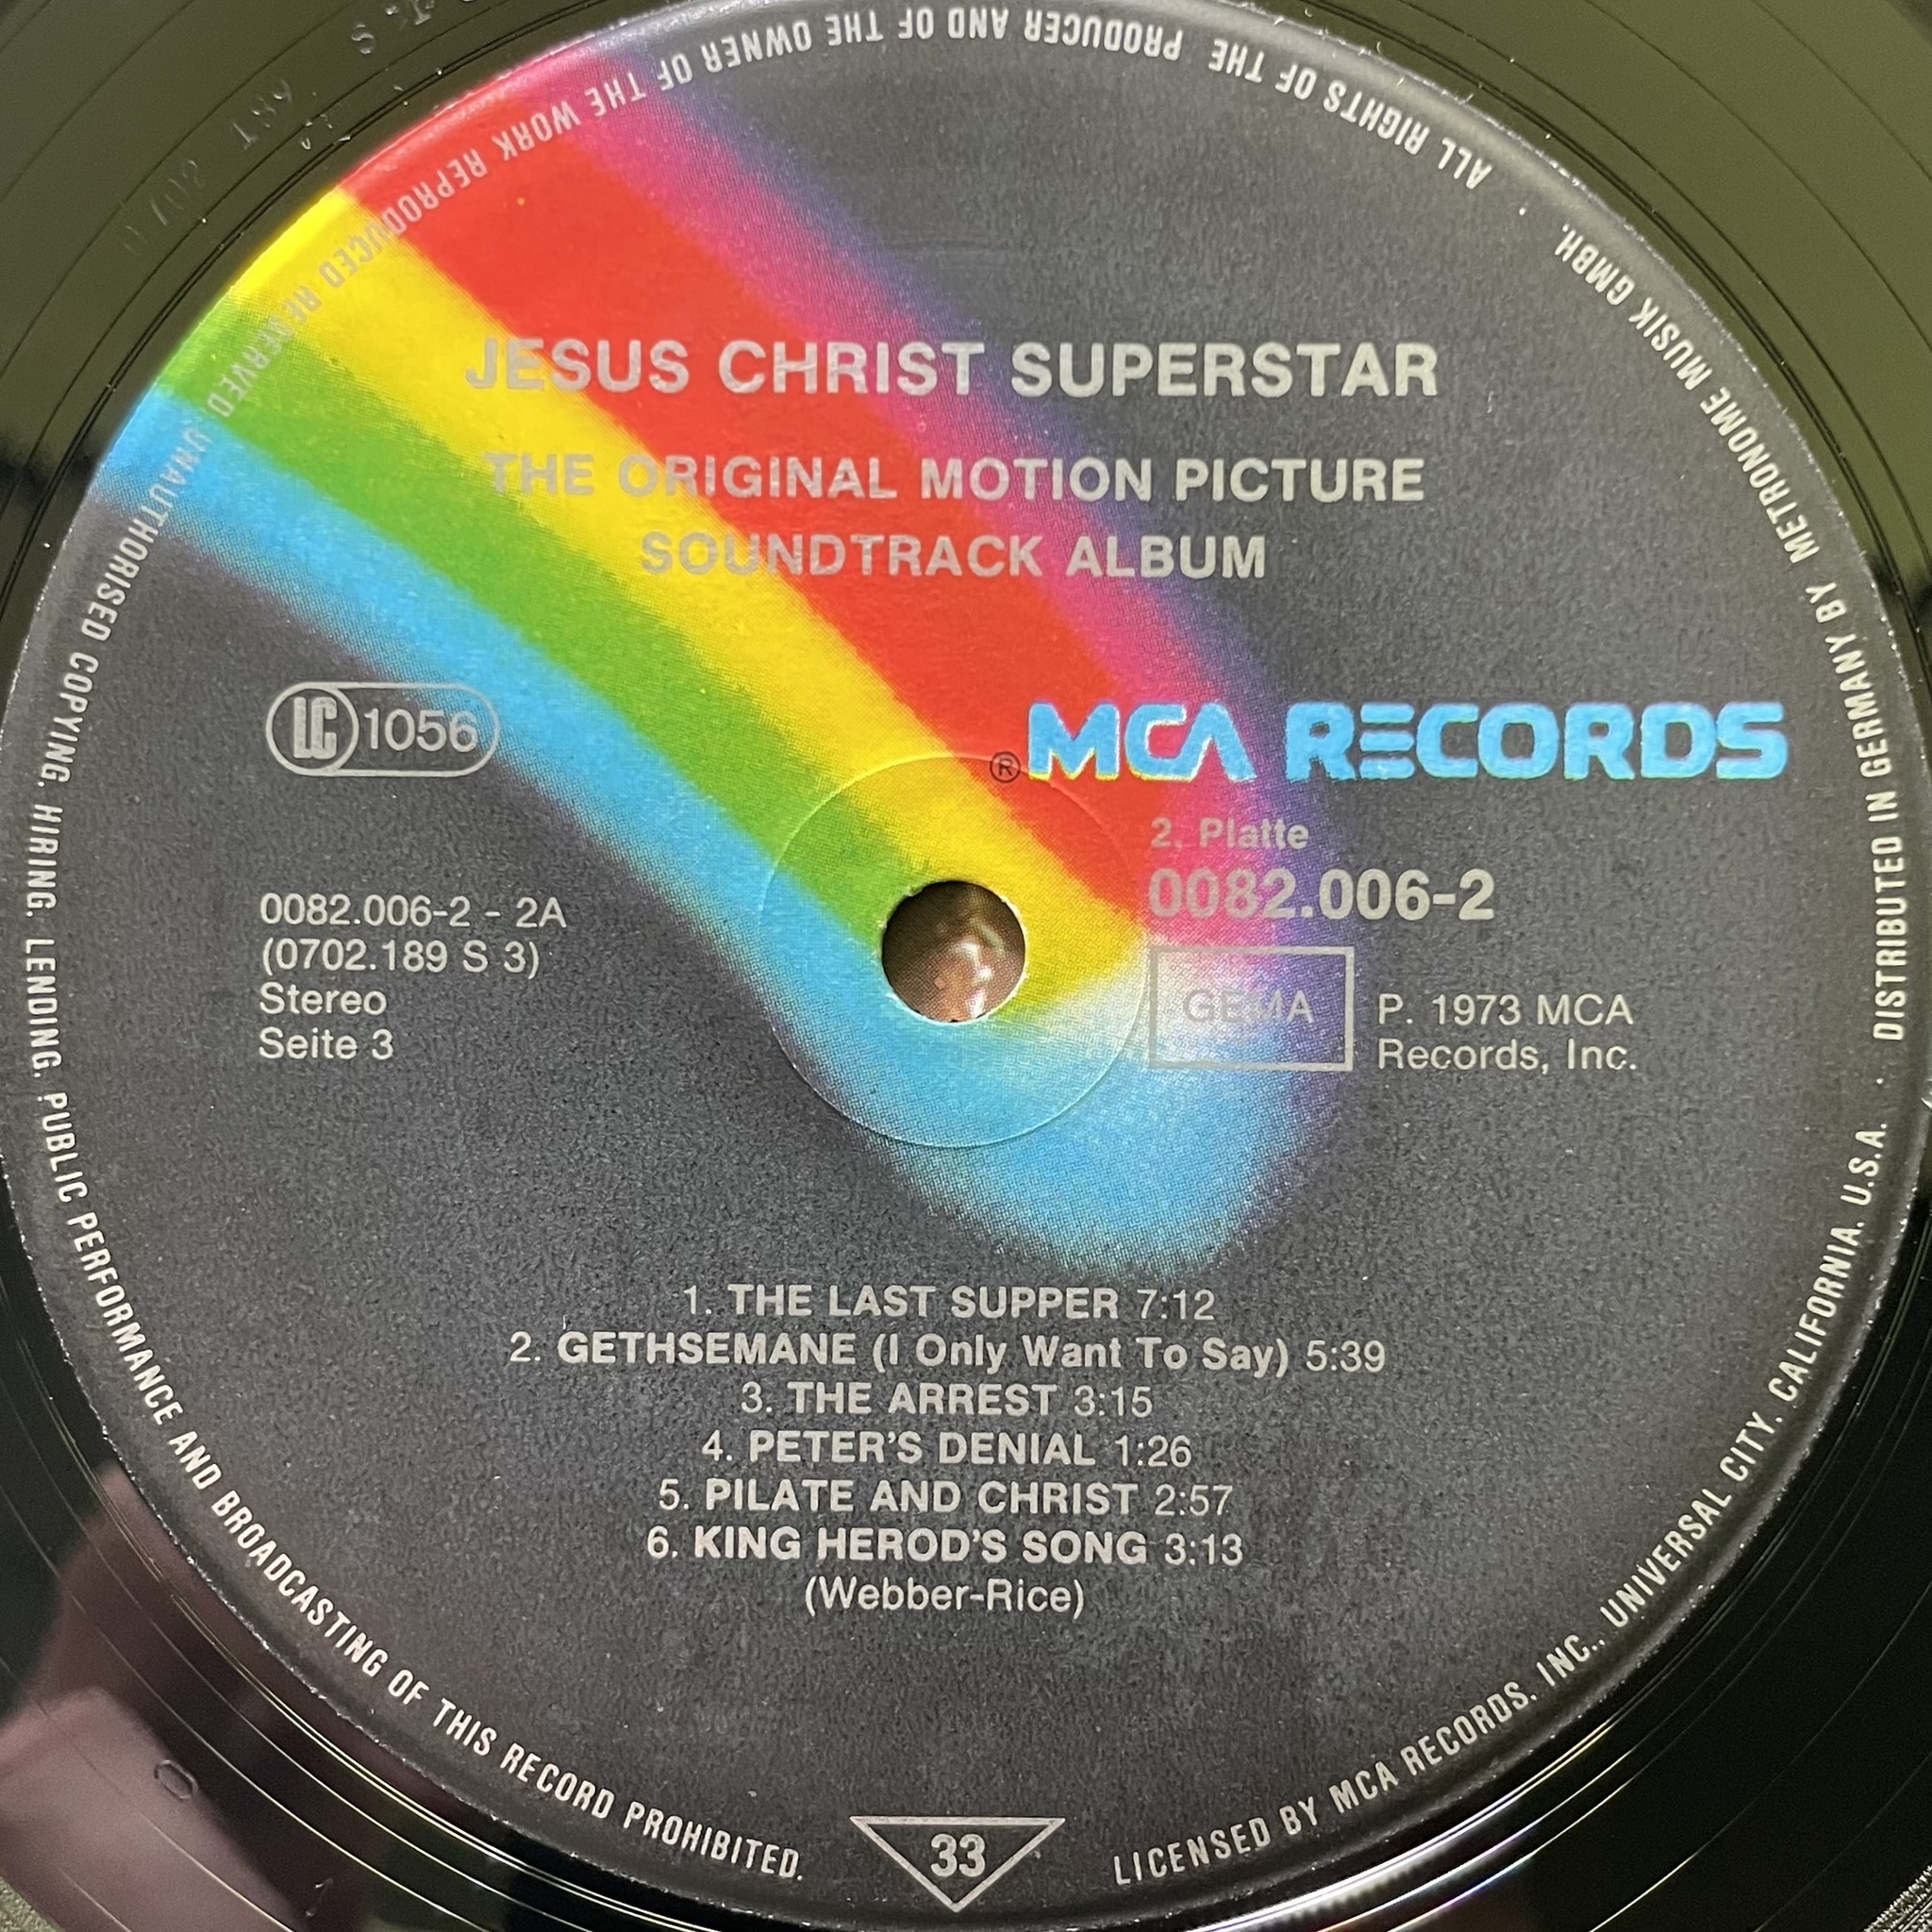 JESUS CHRIST SUPERSTAR
THE ORIGINAL MOTION PICTURE
SOUNDTRACK ALBUM
LC 1056
® MCA RECORDS
2. Platte
0082.006-2
0082.006-2 - 2A
(0702.189 S 3)
Stereo
Seite 3
GEMA
P. 1973 MCA
Records, Inc.
1. THE LAST SUPPER 7:12
2. GETHSEMANE (I Only Want To Say) 5:39
3. THE ARREST 3:15
4. PETER'S DENIAL 1:26
5. PILATE AND CHRIST 2:57
6. KING HEROD'S SONG 3:13
(Webber-Rice)
33
ALL RIGHTS OF THE PRODUCER AND OF THE OWNER OF THE WORK REPRODUCED RESERVED UNAUTHORISED COPYING. HIRING. LENDING. PUBLIC PERFORMANCE AND BROADCASTING OF THIS RECORD PROHIBITED.
LICENSED BY MCA RECORDS. INC.. UNIVERSAL CITY. CALIFORNIA. U.S.A. · DISTRIBUTED IN GERMANY BY METRONOME MUSIK GMBH.